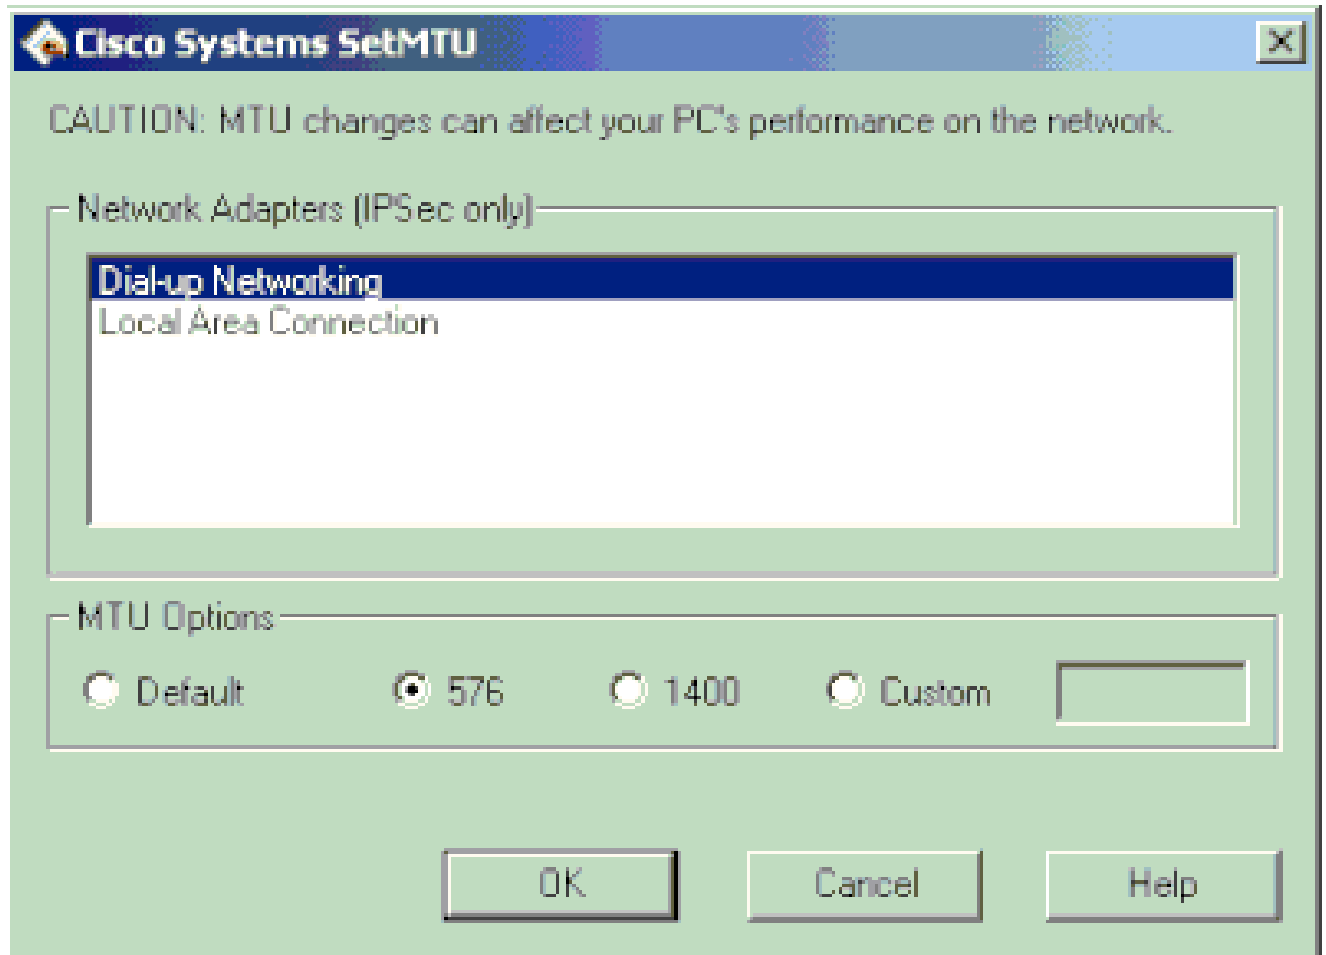 Cisco Systems SetMTU
CAUTION: MTU changes can affect your PC's performance on the network.
Network Adapters (IPSec only)
Dial-up Networking
Local Area Connection
MTU Options
Default 576 1400 Custom
OK Cancel Help